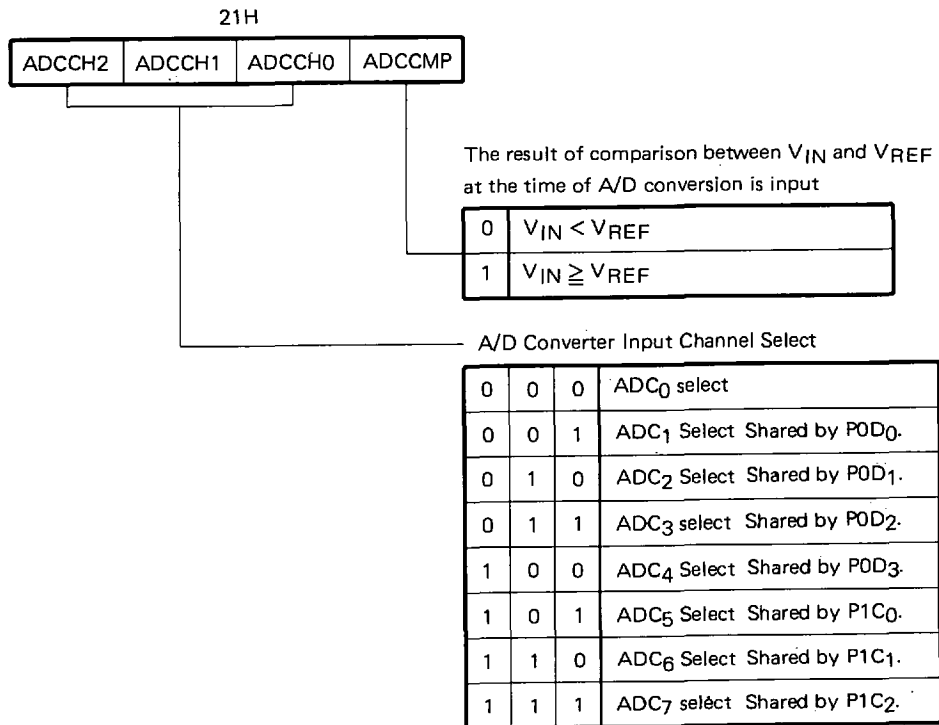 21H
ADCCH2 ADCCH1 ADCCH0 ADCCMP
The result of comparison between VIN and VREF
at the time of A/D conversion is input
0 VIN < VREF
1 VIN ≧ VREF
A/D Converter Input Channel Select
0 0 0 ADC0 select
0 0 1 ADC1 Select Shared by P0D0.
0 1 0 ADC2 Select Shared by P0D1.
0 1 1 ADC3 select Shared by P0D2.
1 0 0 ADC4 Select Shared by P0D3.
1 0 1 ADC5 Select Shared by P1C0.
1 1 0 ADC6 Select Shared by P1C1.
1 1 1 ADC7 select Shared by P1C2.